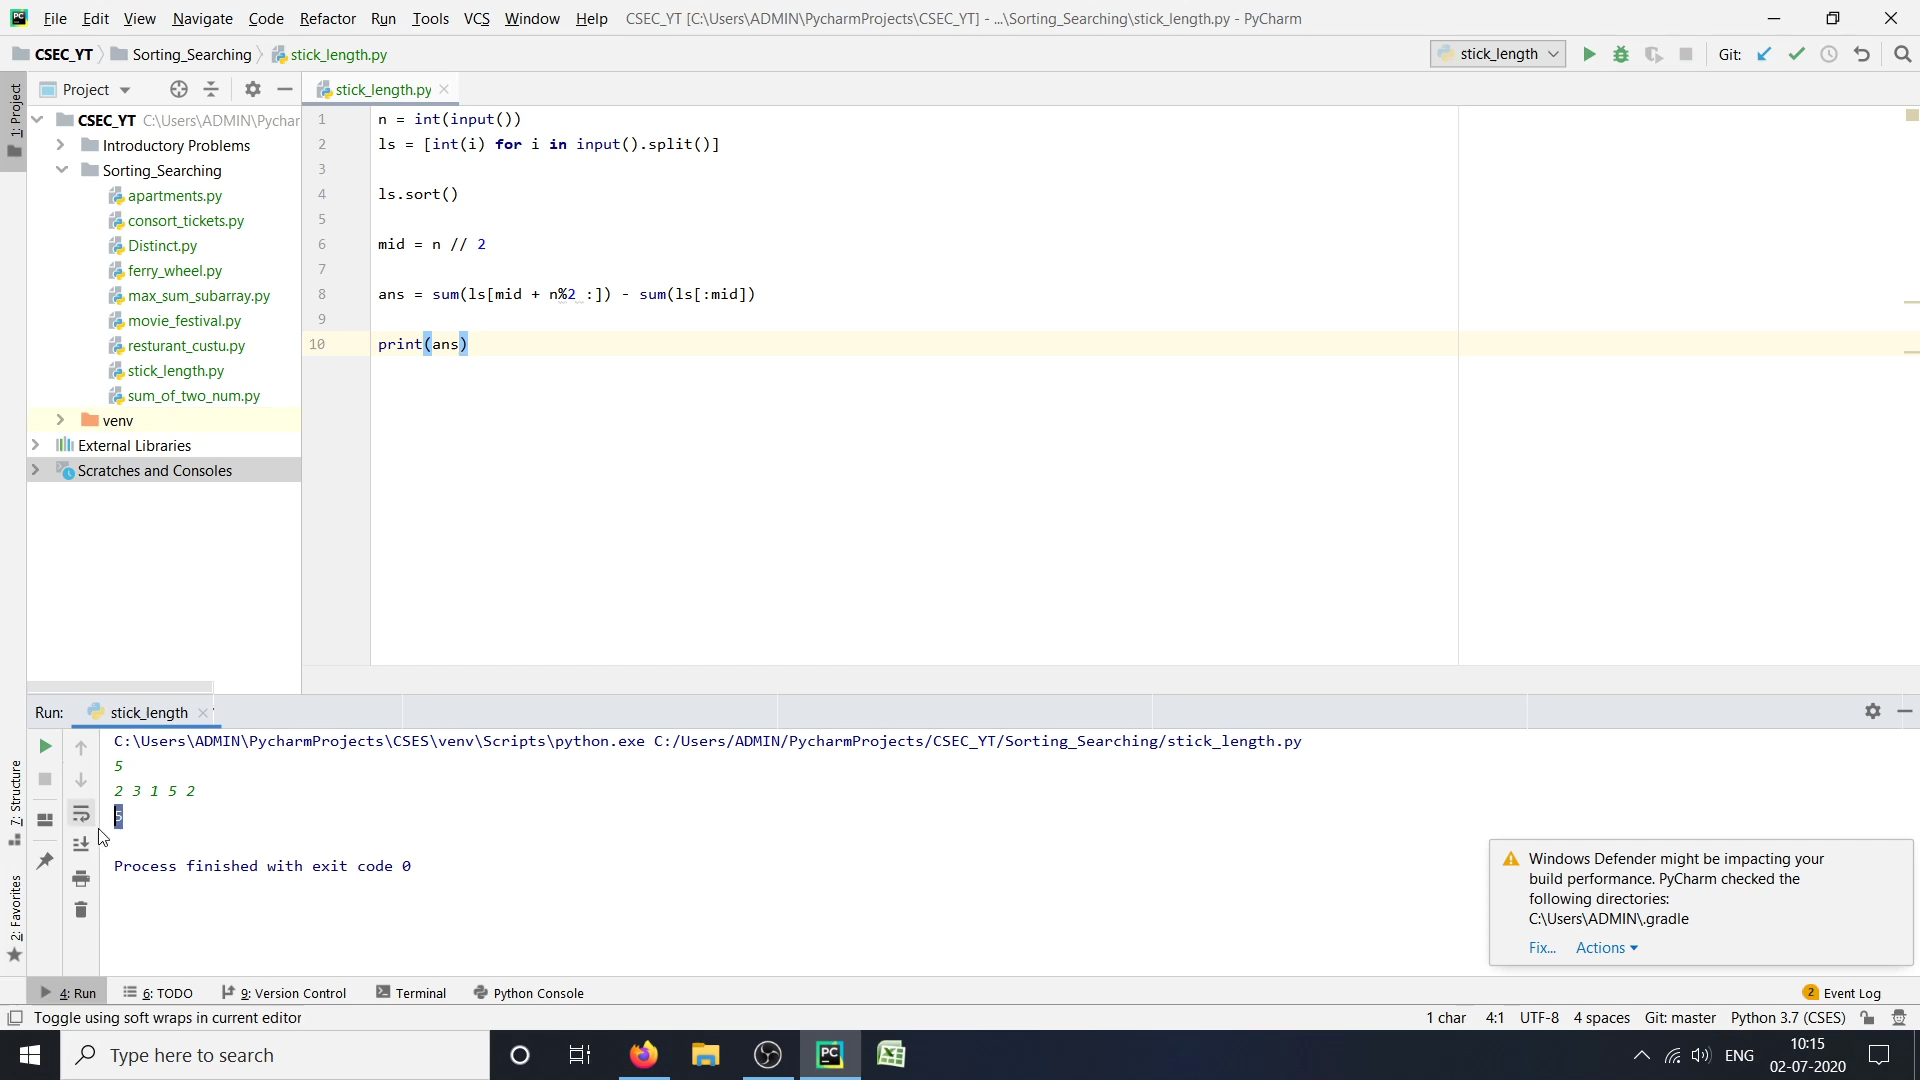 PC File Edit View Navigate Code Refactor Run Tools VCS Window Help CSEC_YT [C:\Users\ADMIN\PycharmProjects\CSEC_YT] - ...\Sorting_Searching\stick_length.py - PyCharm
CSEC_YT Sorting_Searching stick_length.py stick_length Git:
1: Project
Project
stick_length.py
CSEC_YT C:\Users\ADMIN\Pychar
Introductory Problems
Sorting_Searching
apartments.py
consort_tickets.py
Distinct.py
ferry_wheel.py
max_sum_subarray.py
movie_festival.py
resturant_custu.py
stick_length.py
sum_of_two_num.py
venv
External Libraries
Scratches and Consoles
1 n = int(input())
2 ls = [int(i) for i in input().split()]
3
4 ls.sort()
5
6 mid = n // 2
7
8 ans = sum(ls[mid + n%2 :]) - sum(ls[:mid])
9
10 print(ans)
Run: stick_length
7: Structure
2: Favorites
C:\Users\ADMIN\PycharmProjects\CSES\venv\Scripts\python.exe C:/Users/ADMIN/PycharmProjects/CSEC_YT/Sorting_Searching/stick_length.py
5
2 3 1 5 2
5
Process finished with exit code 0
Windows Defender might be impacting your
build performance. PyCharm checked the
following directories:
C:\Users\ADMIN\.gradle
Fix... Actions
4: Run 6: TODO 9: Version Control Terminal Python Console 2 Event Log
Toggle using soft wraps in current editor 1 char 4:1 UTF-8 4 spaces Git: master Python 3.7 (CSES)
Type here to search PC ENG 10:15
02-07-2020